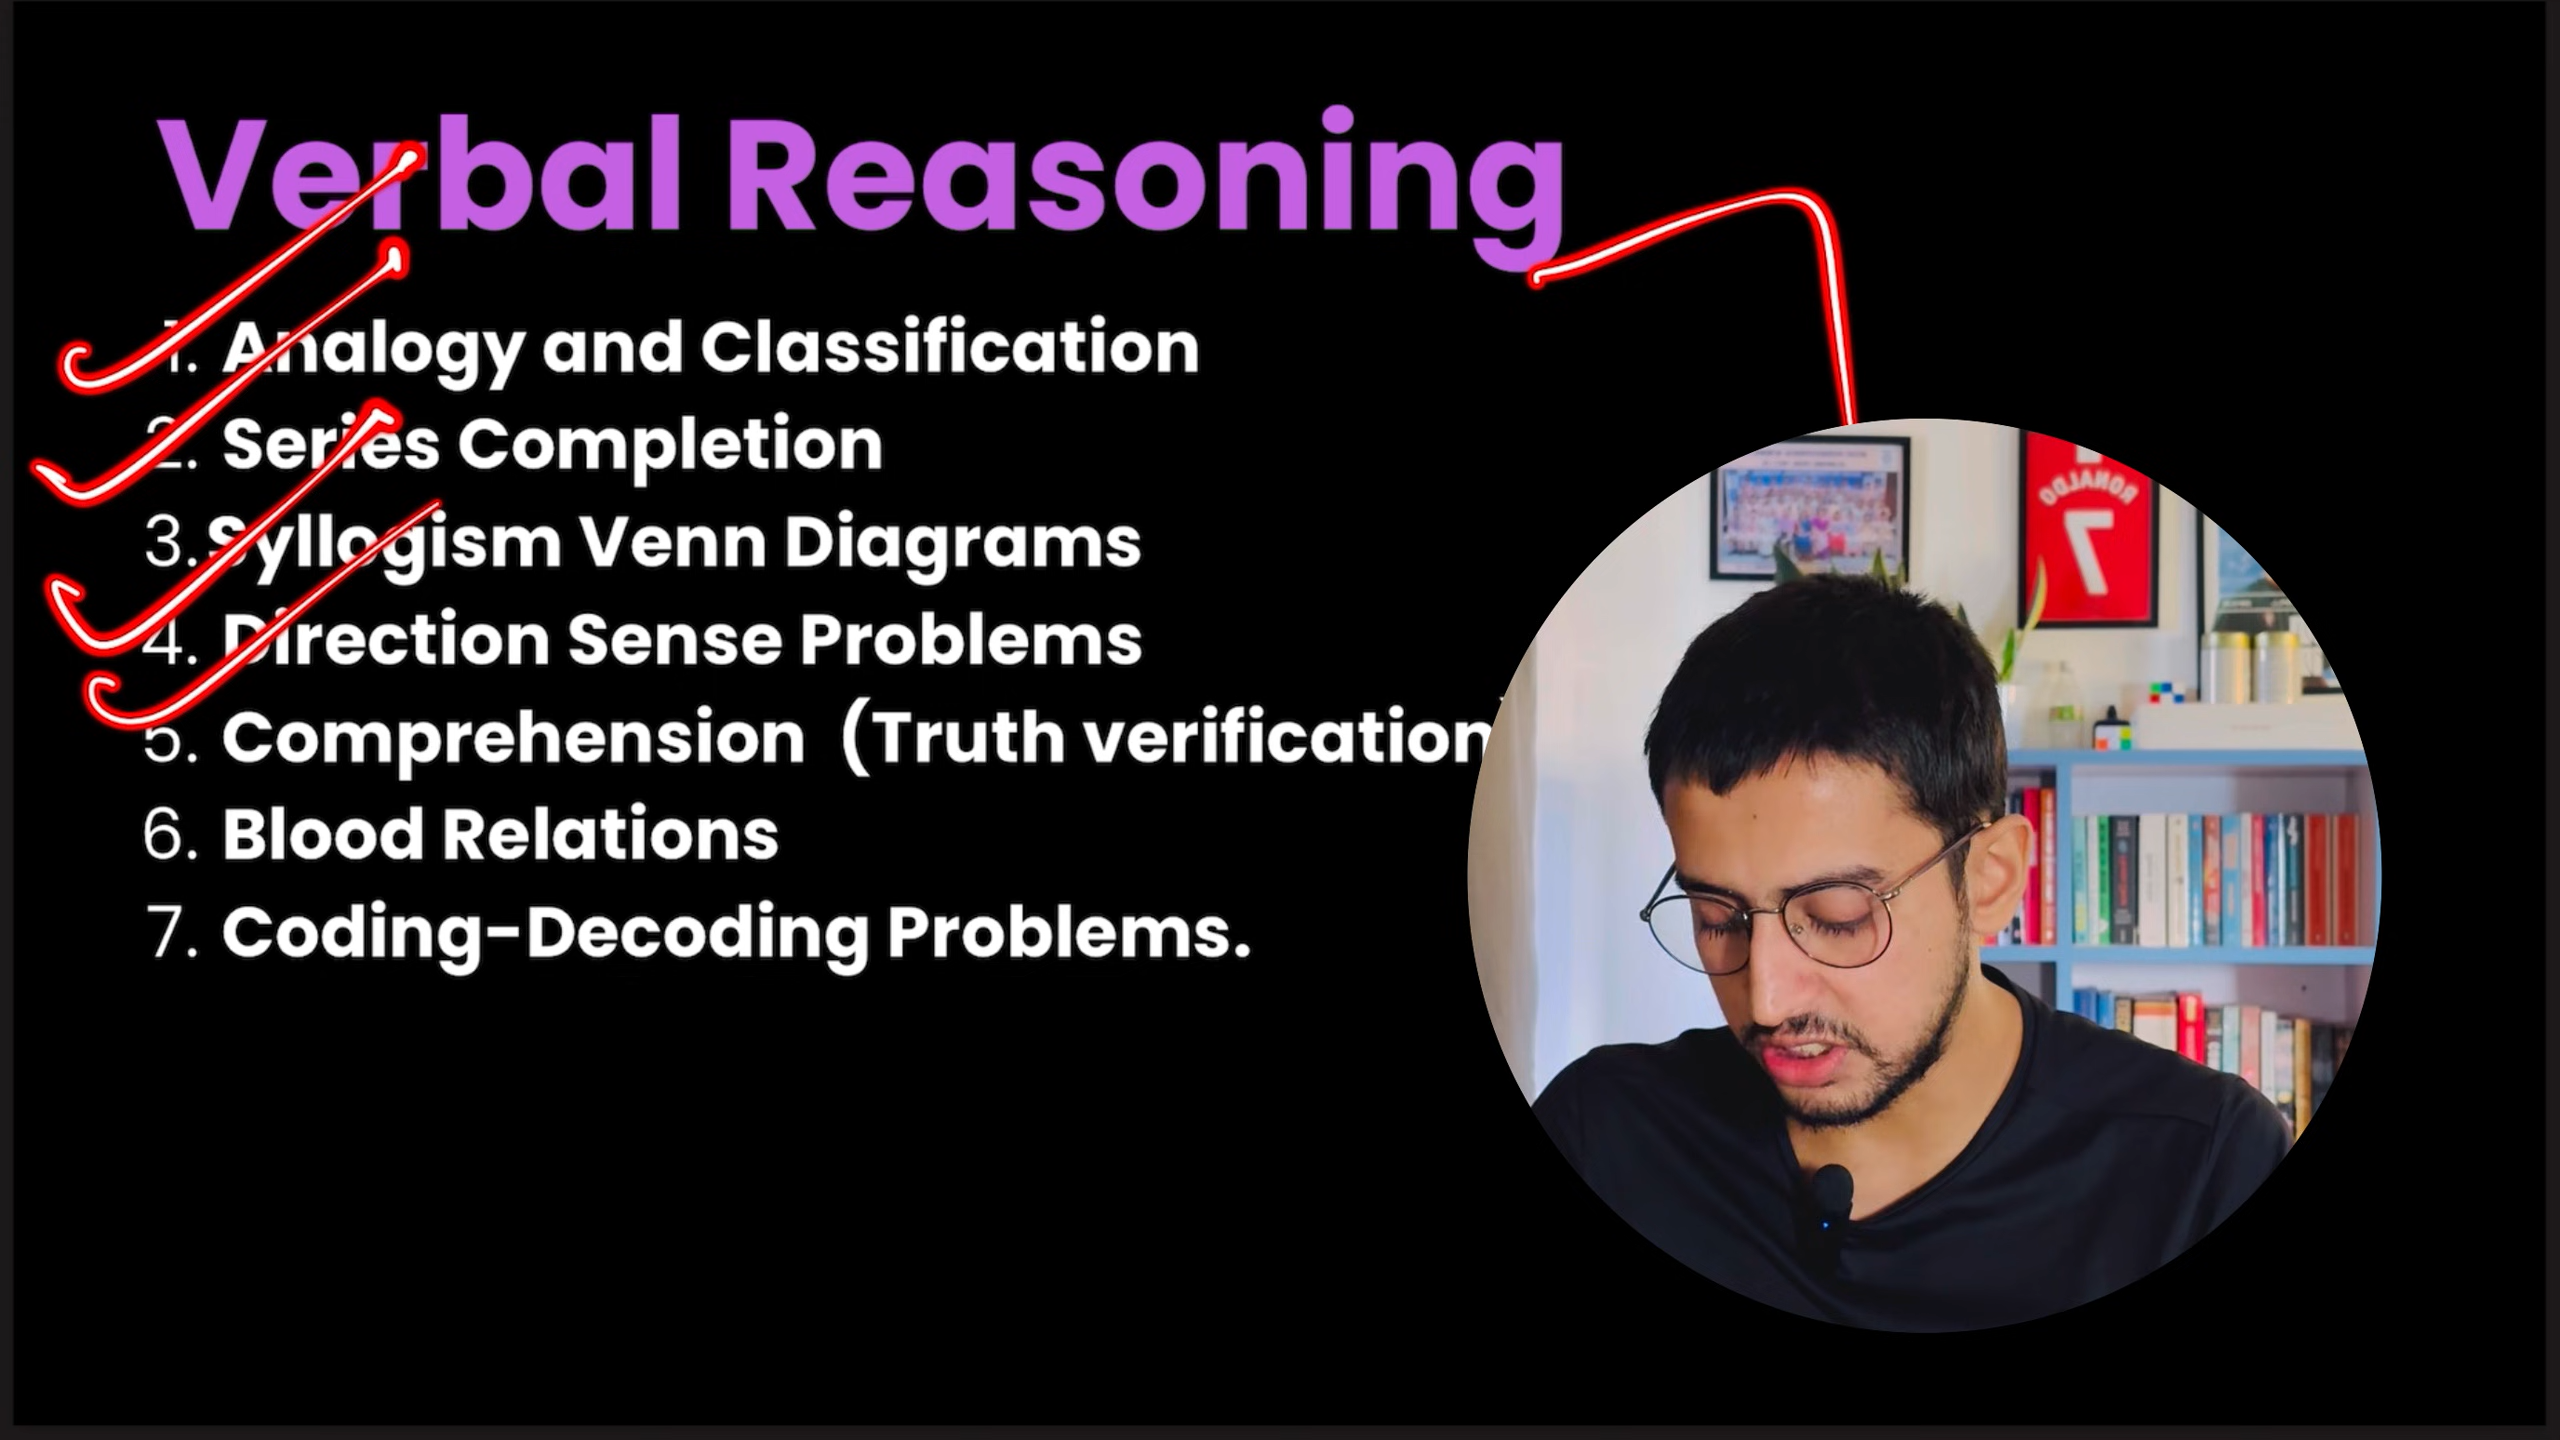 Verbal Reasoning
1. Analogy and Classification
2. Series Completion
3. Syllogism Venn Diagrams
4. Direction Sense Problems
5. Comprehension (Truth verification)
6. Blood Relations
7. Coding-Decoding Problems.
RONALDO
7